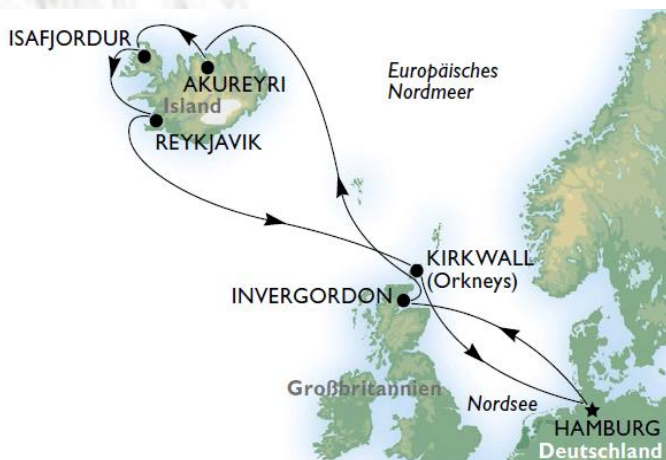 ISAFJORDUR
AKUREYRI
Island
REYKJAVIK
Europäisches
Nordmeer
KIRKWALL
(Orkneys)
INVERGORDON
Großbritannien
Nordsee
HAMBURG
Deutschland